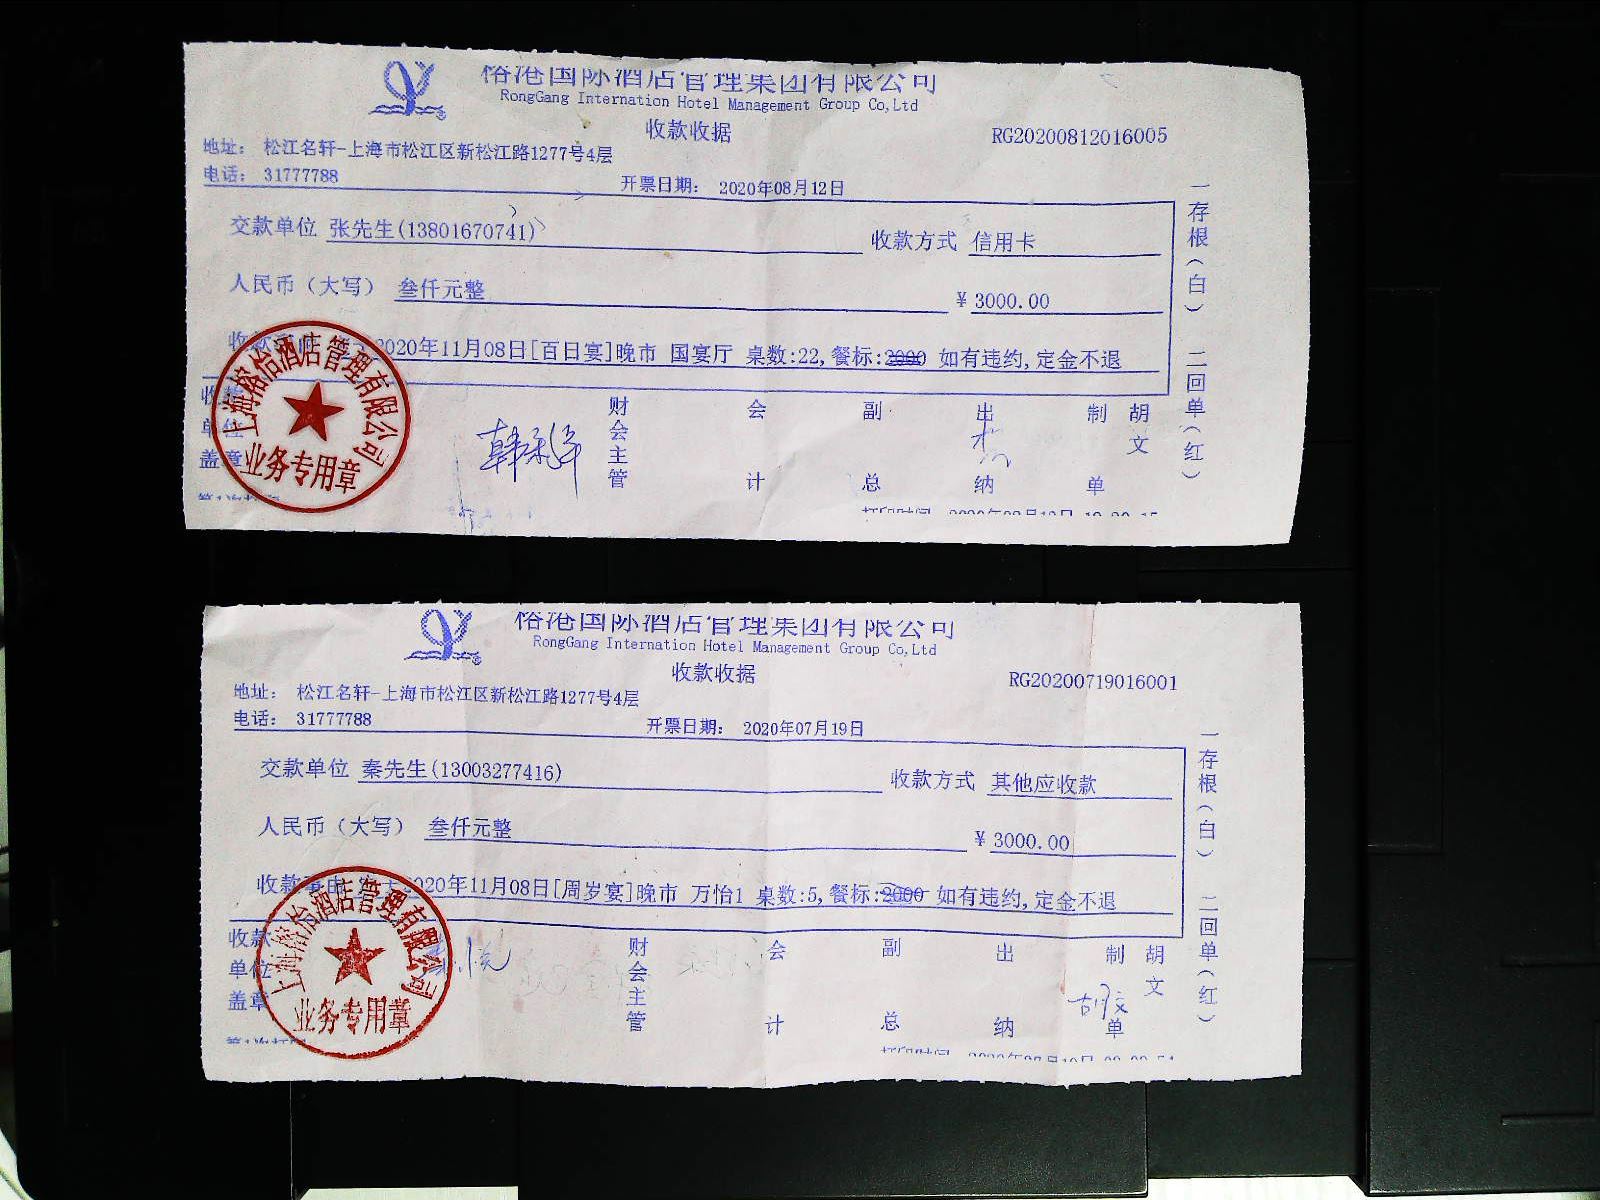 榕港国际酒店管理集团有限公司
RongGang Internation Hotel Management Group Co,Ltd
收款收据
RG20200812016005
地址： 松江名轩-上海市松江区新松江路1277号4层
电话： 31777788
开票日期： 2020年08月12日
交款单位 张先生(13801670741)
收款方式 信用卡
人民币（大写） 叁仟元整
¥ 3000.00
收款 2020年11月08日[百日宴]晚市 国宴厅 桌数:22,餐标:2000 如有违约,定金不退
收款单位盖章
财会主管
会计
副总
出纳
制单
胡文
一存根（白） 二回单（红）
上海榕怡酒店管理有限公司
业务专用章
榕港国际酒店管理集团有限公司
RongGang Internation Hotel Management Group Co,Ltd
收款收据
RG20200719016001
地址： 松江名轩-上海市松江区新松江路1277号4层
电话： 31777788
开票日期： 2020年07月19日
交款单位 秦先生(13003277416)
收款方式 其他应收款
人民币（大写） 叁仟元整
¥ 3000.00
收款事由 2020年11月08日[周岁宴]晚市 万怡1 桌数:5,餐标:2000 如有违约,定金不退
收款单位盖章
财会主管
会计
副总
出纳
制单
胡文
胡文
一存根（白） 二回单（红）
上海榕怡酒店管理有限公司
业务专用章